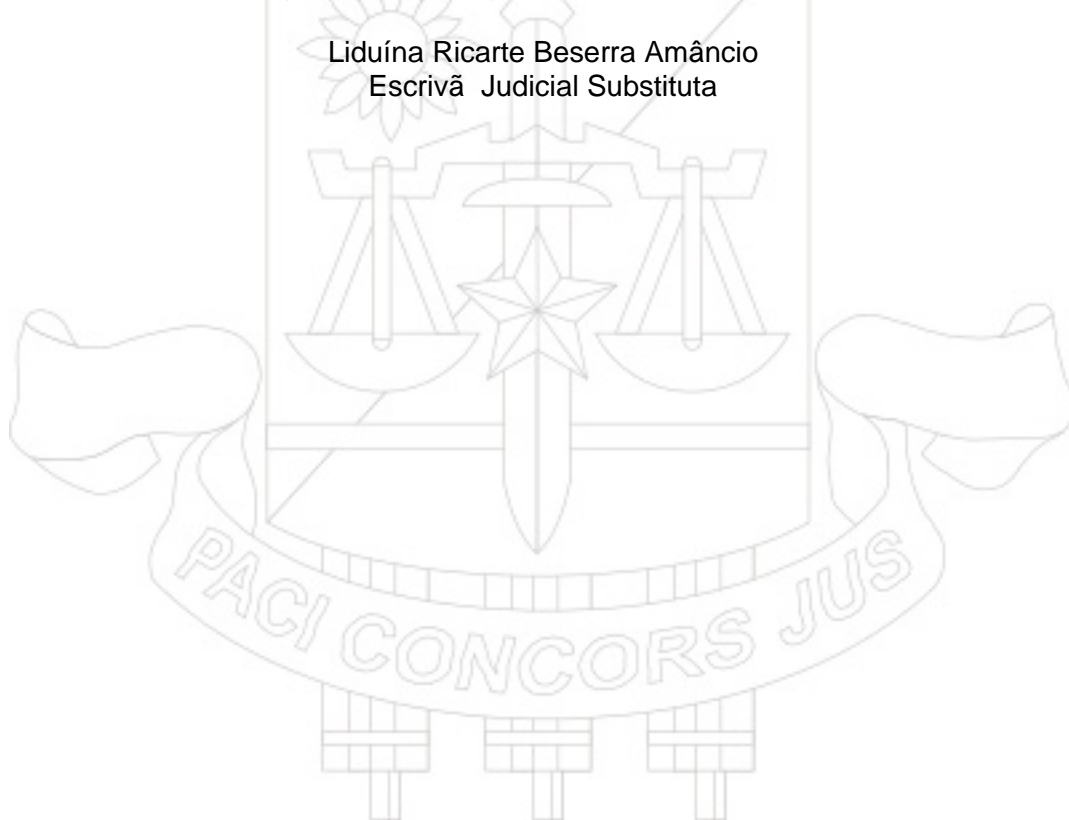 Liduína Ricarte Beserra Amâncio
Escrivã Judicial Substituta
PACI CONCORS JUS